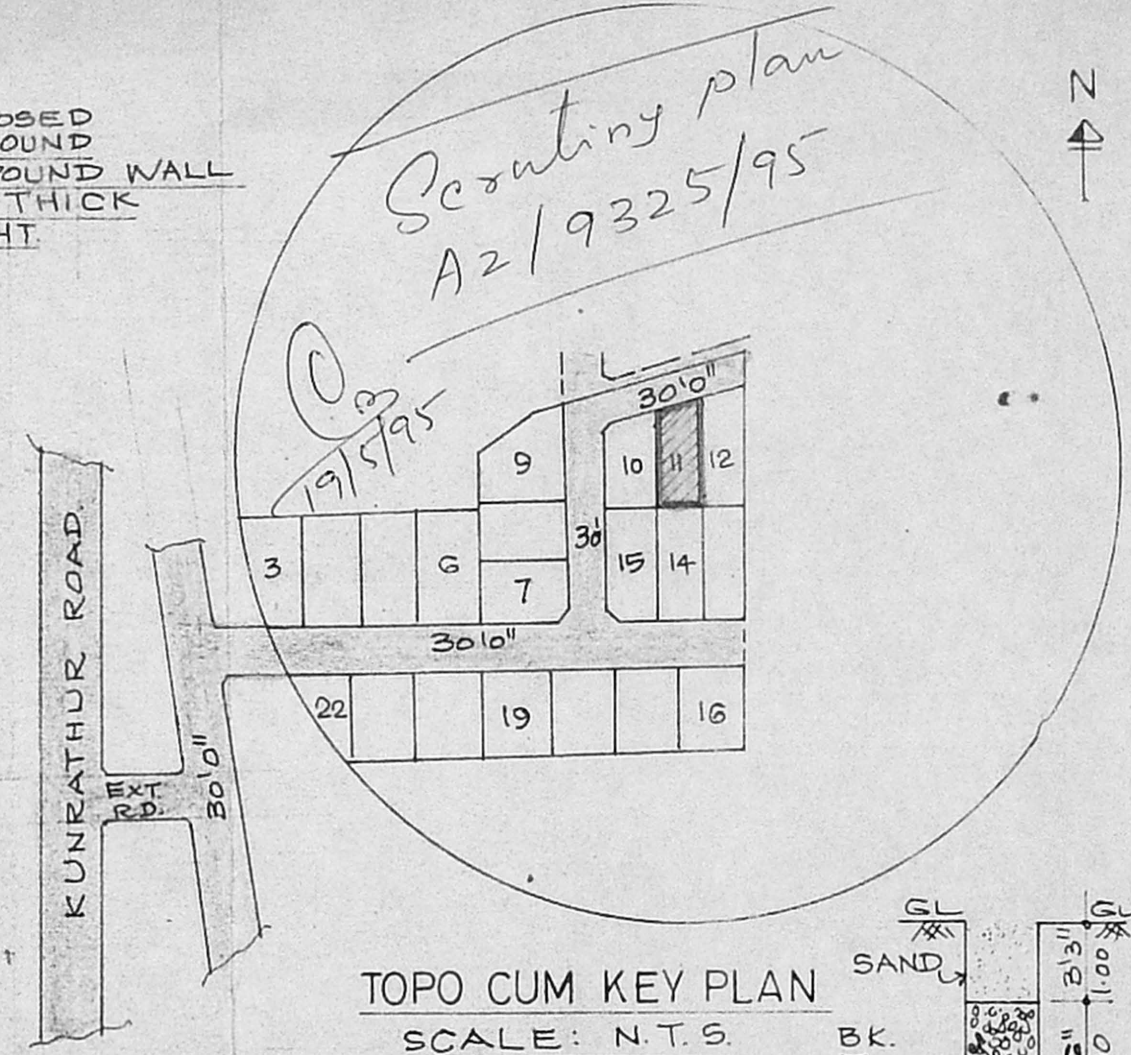 OSED
OUND
OUND WALL
THICK
HT.
N
Scrutiny plan
A2/9325/95
19/5/95
30'0"
9
10
11
12
3
6
7
30'
15
14
30'0"
22
19
16
KUNRATHUR ROAD.
EXT.
RD.
30'0"
GL
GL
SAND
3'3"
1.00
TOPO CUM KEY PLAN
SCALE: N.T.S.
BK.